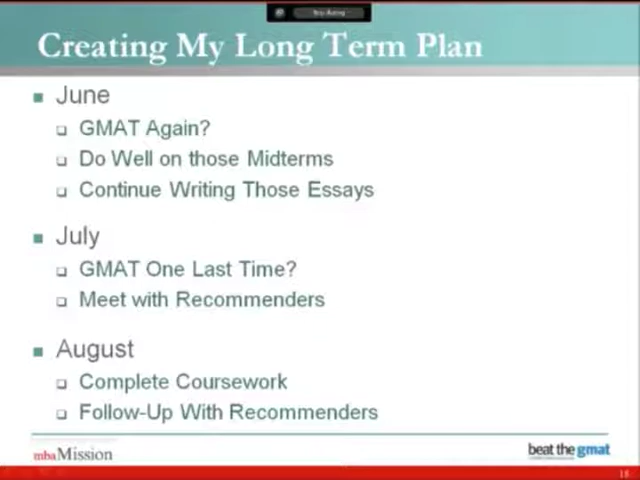 Creating My Long Term Plan
June
GMAT Again?
Do Well on those Midterms
Continue Writing Those Essays
July
GMAT One Last Time?
Meet with Recommenders
August
Complete Coursework
Follow-Up With Recommenders
mbaMission
beat the gmat
18